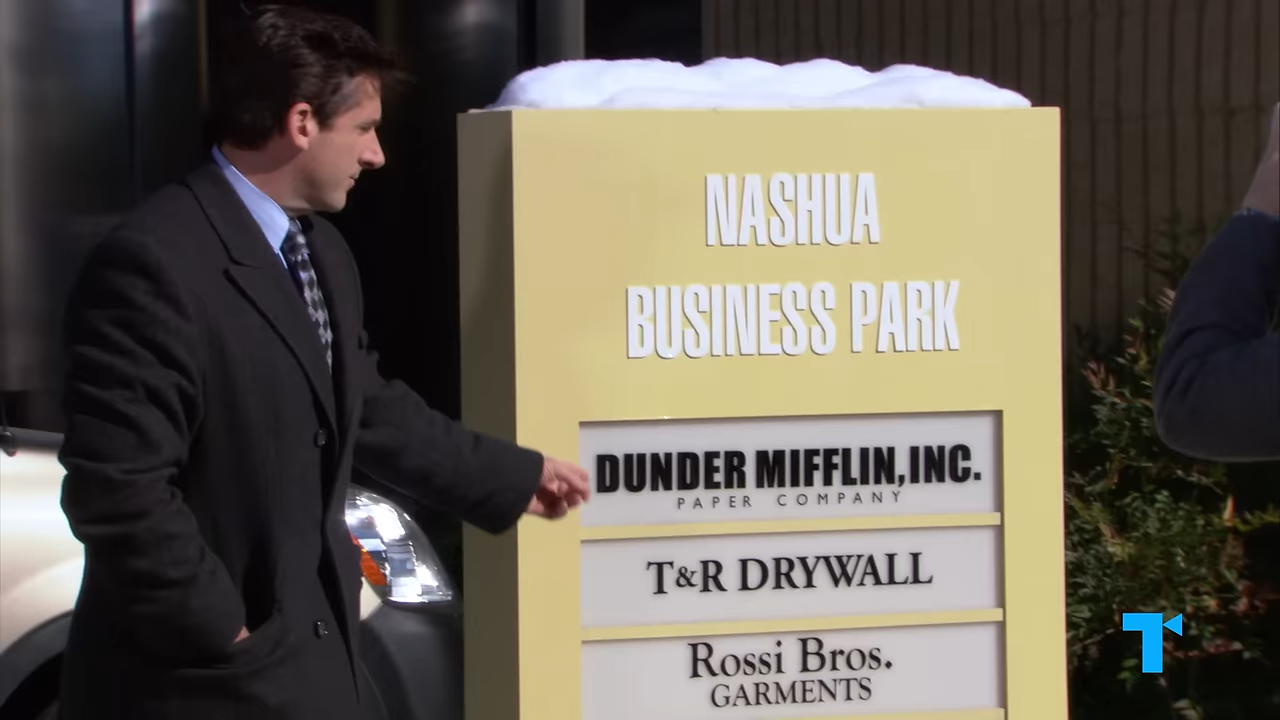 NASHUA
BUSINESS PARK
DUNDER MIFFLIN, INC.
PAPER COMPANY
T&R DRYWALL
Rossi Bros.
GARMENTS
T